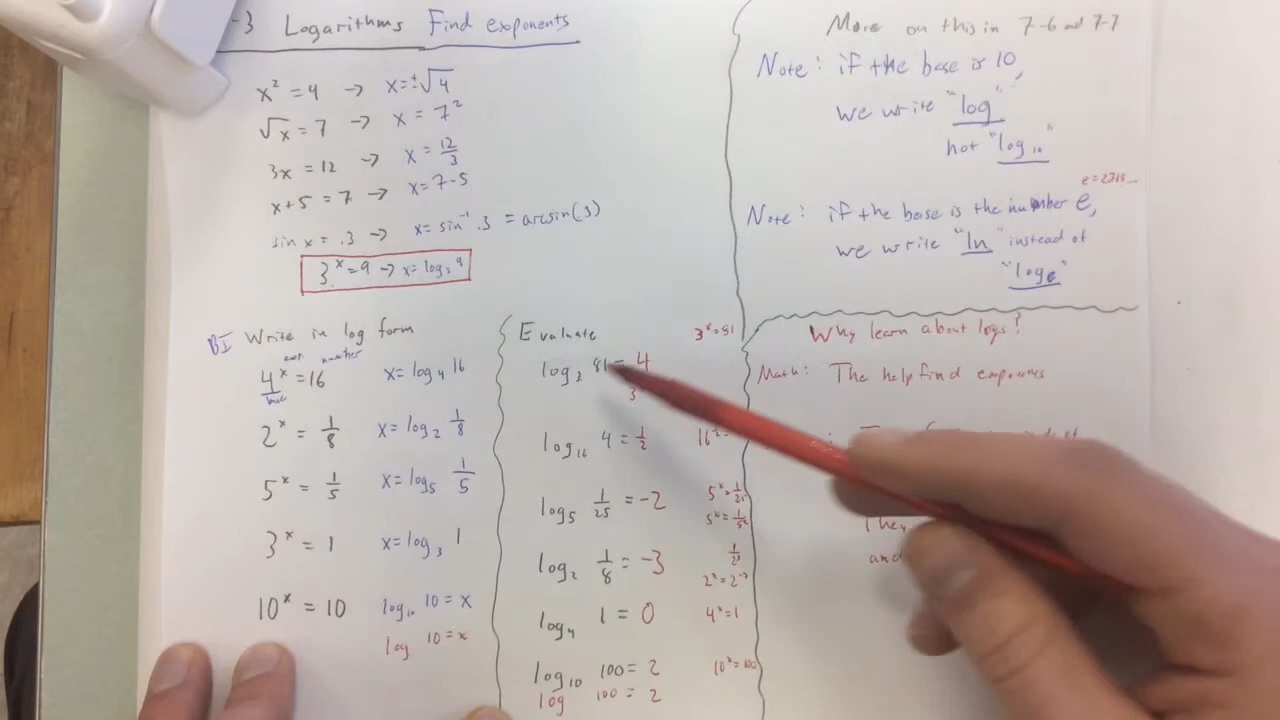 -3 Logarithms Find exponents
x² = 4 → x = ±√4
√x = 7 → x = 7²
3x = 12 → x = 12/3
x + 5 = 7 → x = 7 - 5
sin x = .3 → x = sin⁻¹ .3 = arcsin(.3)
3ˣ = 9 → x = log₃ 9
BI Write in log form
exp. number
4ˣ = 16 x = log₄ 16
base
2ˣ = 1/8 x = log₂ 1/8
5ˣ = 1/5 x = log₅ 1/5
3ˣ = 1 x = log₃ 1
10ˣ = 10 log₁₀ 10 = x
log 10 = x
Evaluate 3ˣ = 81
81 = 4
3
log₁₆ 4 = 1/2
log₅ 1/25 = -2 5ˣ = 1/25
5ˣ = 1/5²
log₂ 1/8 = -3 1/2³
2ˣ = 2⁻³
log₄ 1 = 0 4ˣ = 1
log₁₀ 100 = 2 10ˣ = 100
log 100 = 2
More on this in 7-6 and 7-7
Note: if the base is 10,
we write "log"
not "log₁₀"
e = 2.718...
Note: if the base is the number e,
we write "ln" instead of
"logₑ"
Why learn about logs?
Math: The help find exponents
They
and